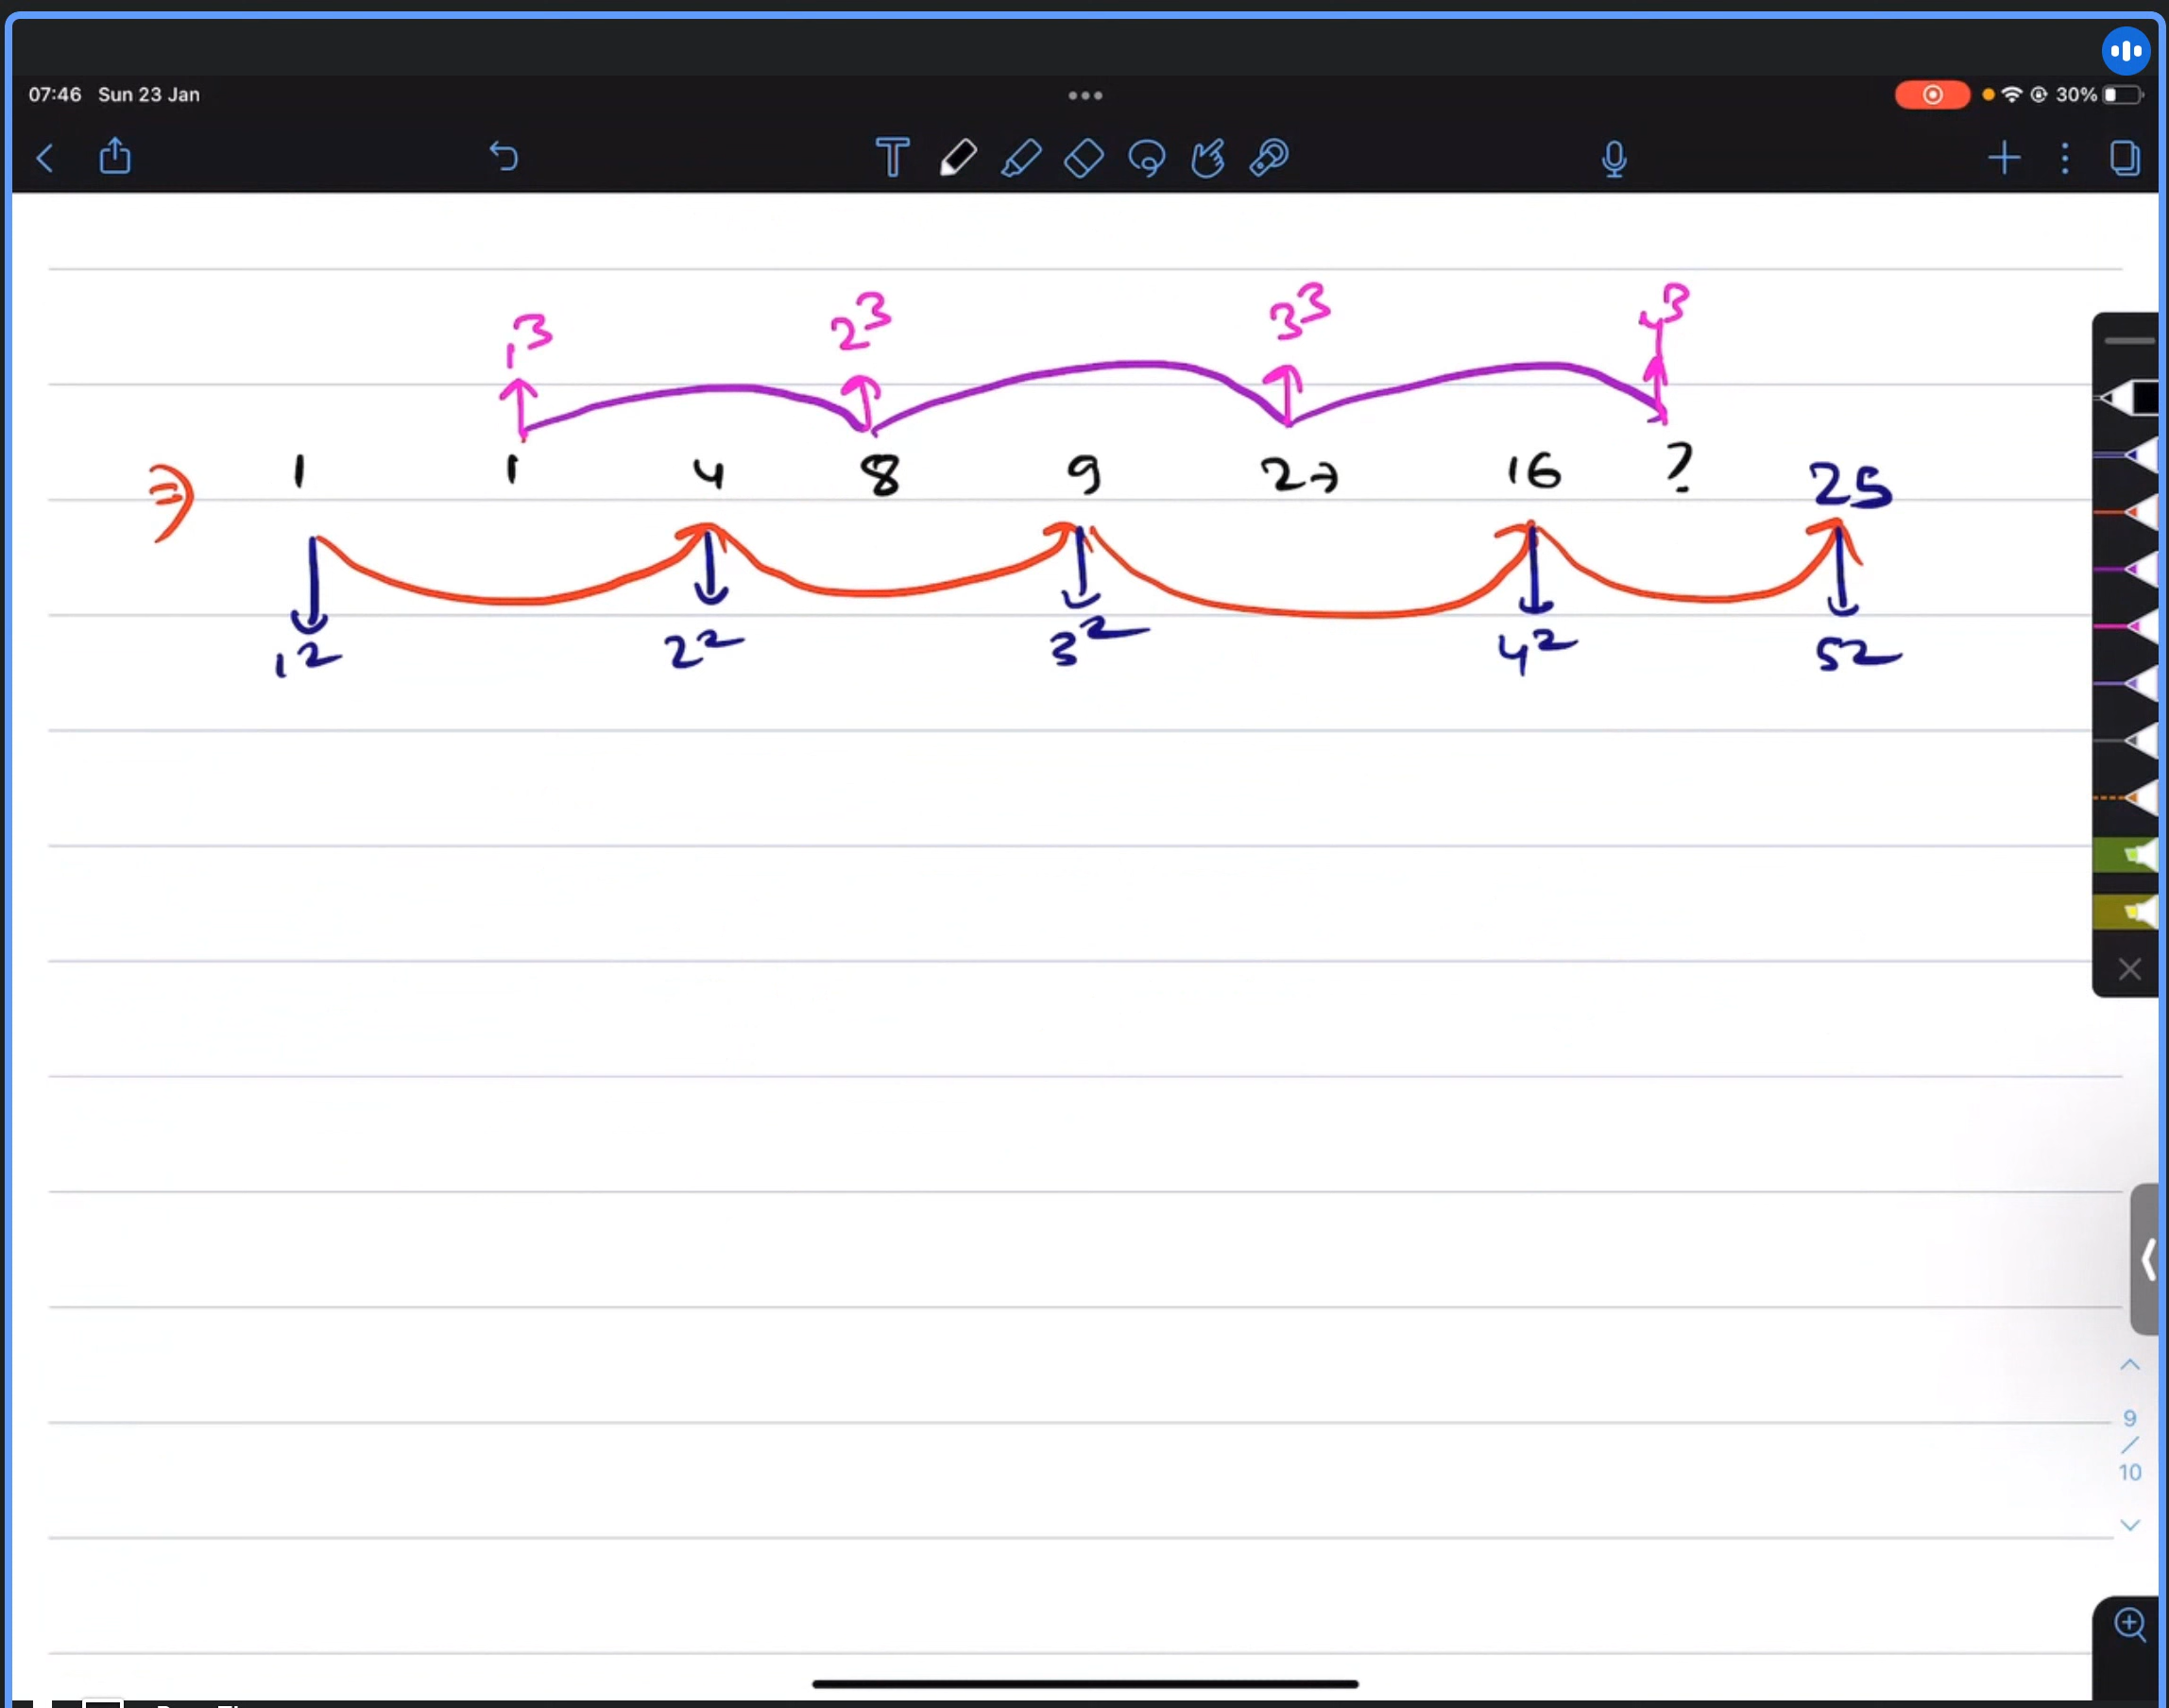 07:46 Sun 23 Jan
30%
T
1³ 2³ 3³ 4³
⇒ 1 1 4 8 9 27 16 ? 25
1² 2² 3² 4² 5²
9
/
10